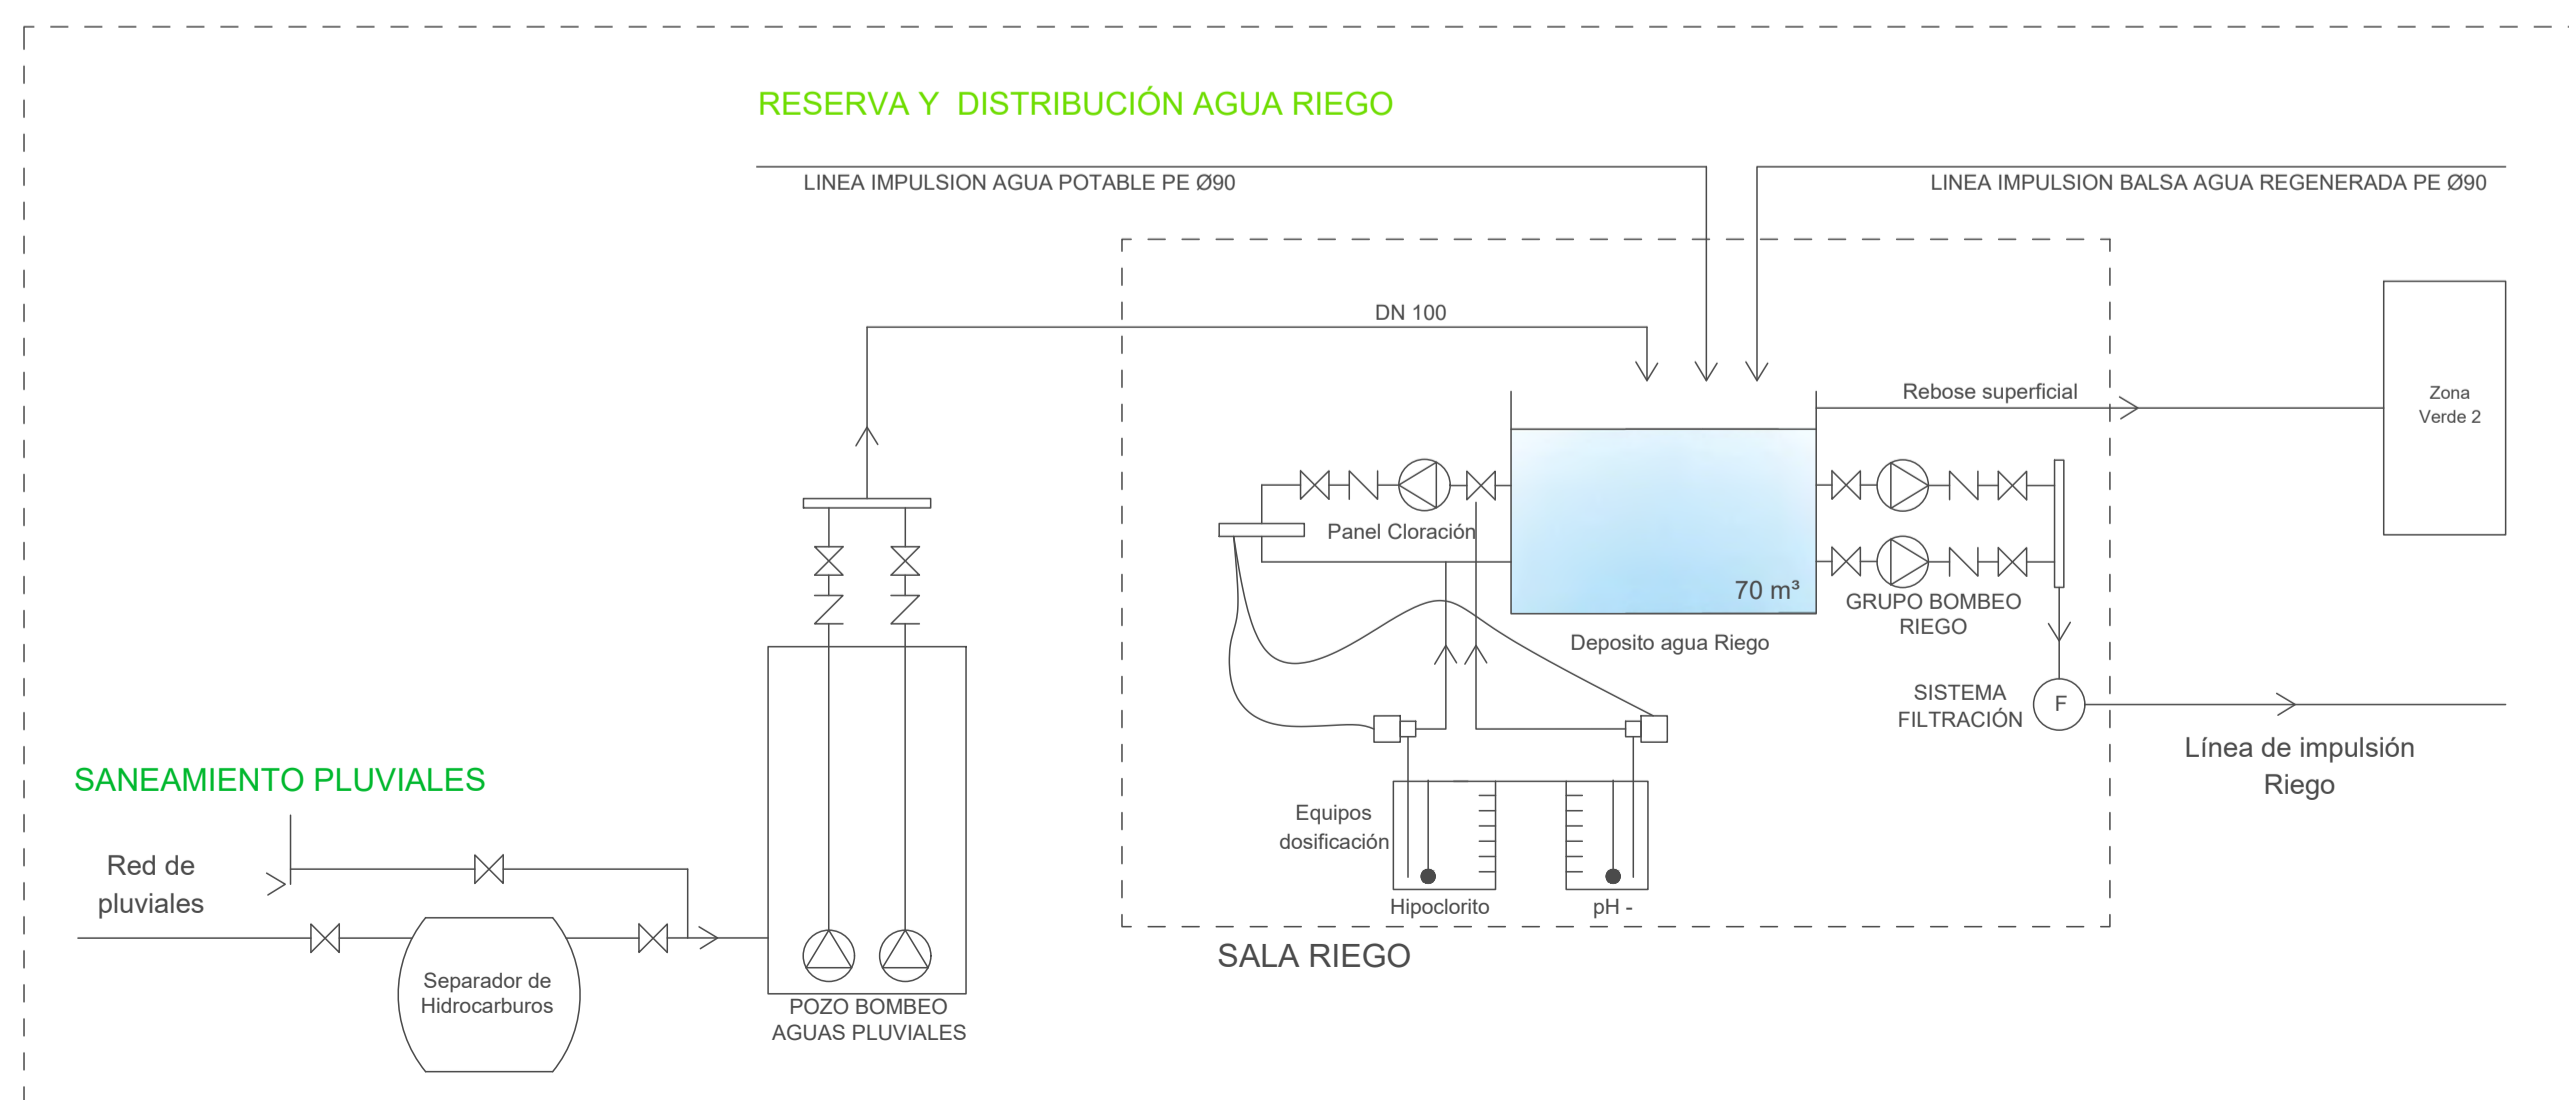 RESERVA Y  DISTRIBUCIÓN AGUA RIEGO
LINEA IMPULSION AGUA POTABLE PE Ø90
LINEA IMPULSION BALSA AGUA REGENERADA PE Ø90
DN 100
Rebose superficial
Zona
Verde 2
Panel Cloración
70 m³
GRUPO BOMBEO
RIEGO
Deposito agua Riego
SISTEMA
FILTRACIÓN
F
Línea de impulsión
Riego
SANEAMIENTO PLUVIALES
Red de
pluviales
Separador de
Hidrocarburos
POZO BOMBEO
AGUAS PLUVIALES
Equipos
dosificación
Hipoclorito
pH -
SALA RIEGO